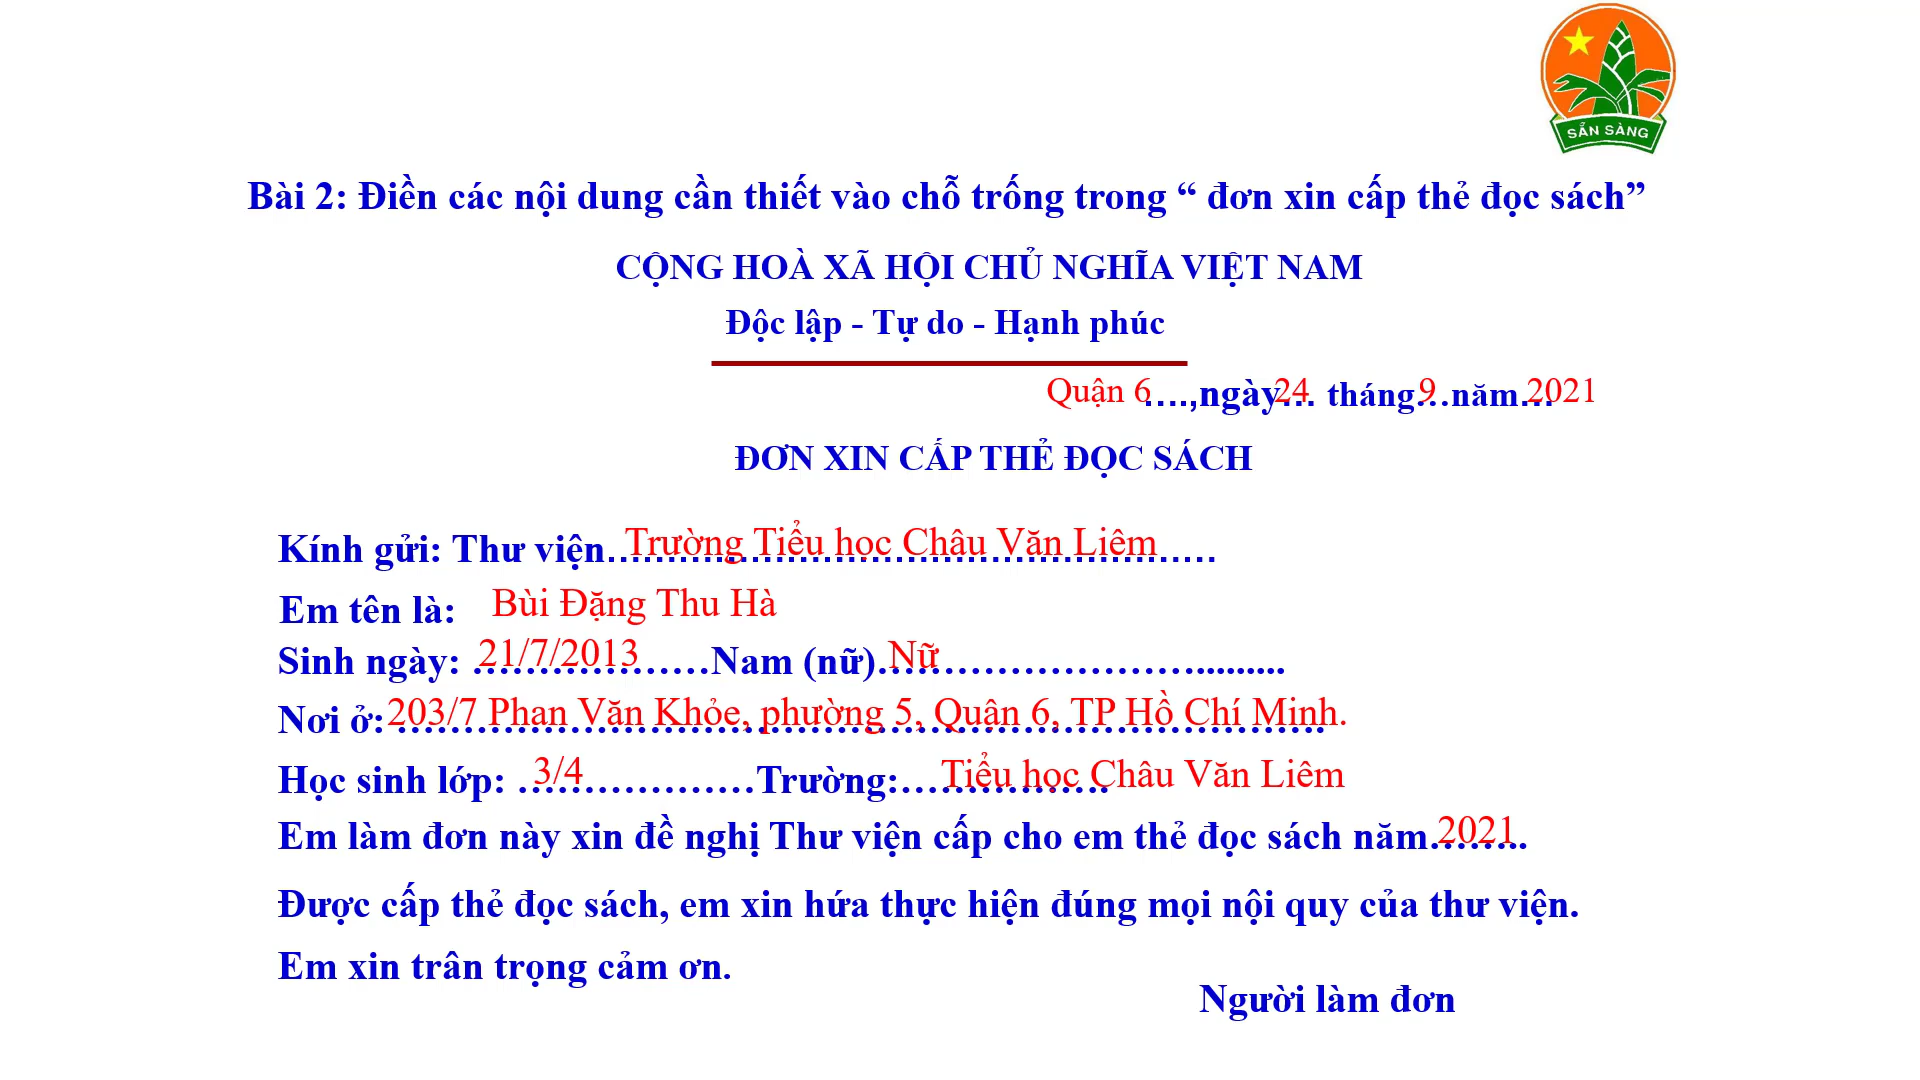 SẴN SÀNG
Bài 2: Điền các nội dung cần thiết vào chỗ trống trong “ đơn xin cấp thẻ đọc sách”
CỘNG HOÀ XÃ HỘI CHỦ NGHĨA VIỆT NAM
Độc lập - Tự do - Hạnh phúc
Quận 6….,ngày24… tháng9…năm2021…
ĐƠN XIN CẤP THẺ ĐỌC SÁCH
Kính gửi: Thư viện Trường Tiểu học Châu Văn Liêm……
Em tên là: Bùi Đặng Thu Hà
Sinh ngày: 21/7/2013……Nam (nữ) Nữ……………………........
Nơi ở: 203/7 Phan Văn Khỏe, phường 5, Quận 6, TP Hồ Chí Minh.
Học sinh lớp: 3/4………………Trường:…Tiểu học Châu Văn Liêm
Em làm đơn này xin đề nghị Thư viện cấp cho em thẻ đọc sách năm 2021..
Được cấp thẻ đọc sách, em xin hứa thực hiện đúng mọi nội quy của thư viện.
Em xin trân trọng cảm ơn.
Người làm đơn